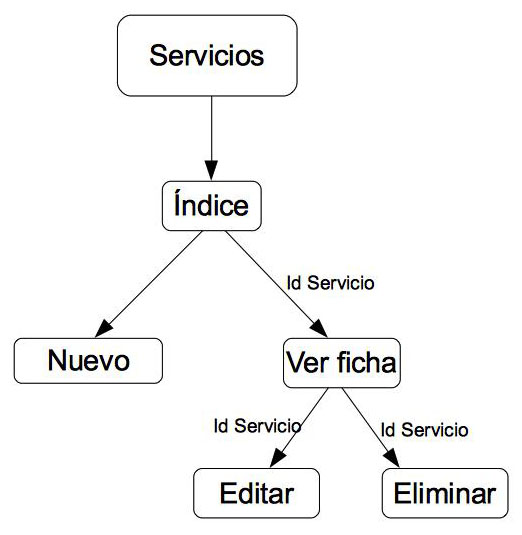 Servicios
Índice
Id Servicio
Nuevo
Ver ficha
Id Servicio
Id Servicio
Editar
Eliminar